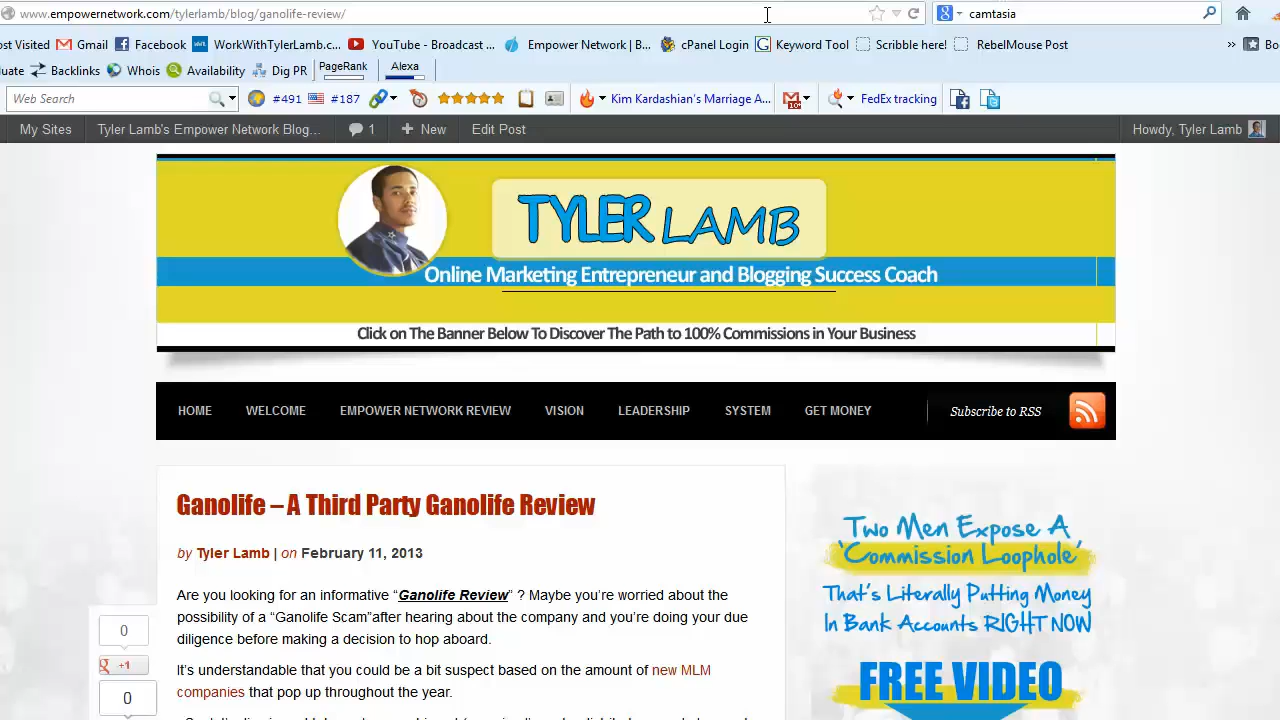 www.empowernetwork.com/tylerlamb/blog/ganolife-review/
camtasia
ost Visited Gmail Facebook WorkWithTylerLamb.c... YouTube - Broadcast ... Empower Network | B... cPanel Login Keyword Tool Scribble here! RebelMouse Post » Bo
uate Backlinks Whois Availability Dig PR PageRank Alexa
Web Search #491 #187 Kim Kardashian's Marriage A... FedEx tracking
My Sites Tyler Lamb's Empower Network Blog... 1 + New Edit Post Howdy, Tyler Lamb
TYLER LAMB
Online Marketing Entrepreneur and Blogging Success Coach
Click on The Banner Below To Discover The Path to 100% Commissions in Your Business
HOME WELCOME EMPOWER NETWORK REVIEW VISION LEADERSHIP SYSTEM GET MONEY Subscribe to RSS
Ganolife – A Third Party Ganolife Review
by Tyler Lamb | on February 11, 2013
Are you looking for an informative “Ganolife Review” ? Maybe you’re worried about the
possibility of a “Ganolife Scam”after hearing about the company and you’re doing your due
diligence before making a decision to hop aboard.
It’s understandable that you could be a bit suspect based on the amount of new MLM
companies that pop up throughout the year.
0
+1
0
Two Men Expose A
‘Commission Loophole’
That’s Literally Putting Money
In Bank Accounts RIGHT NOW
FREE VIDEO